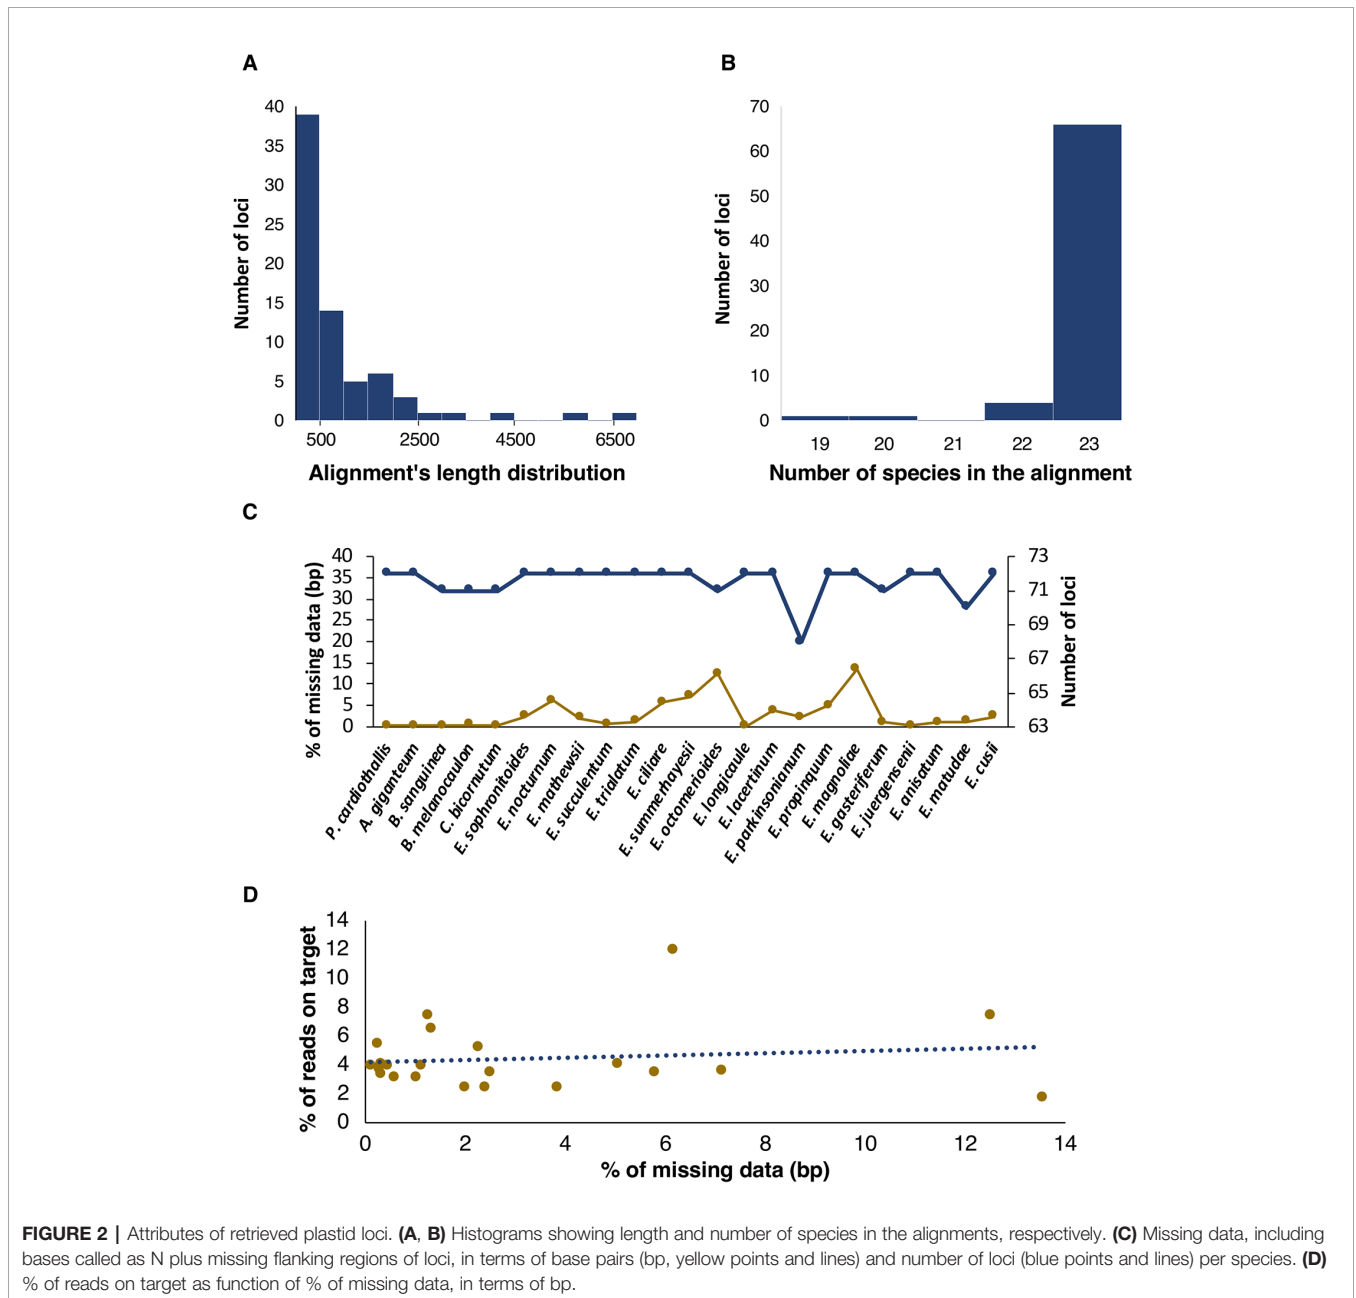 A
B
40
35
30
25
20
15
10
5
0
Number of loci
500
2500
4500
6500
Alignment's length distribution
70
60
50
40
30
20
10
0
Number of loci
19
20
21
22
23
Number of species in the alignment
C
40
35
30
25
20
15
10
5
0
% of missing data (bp)
73
71
69
67
65
63
Number of loci
P. cardiothallis
A. giganteum
B. sanguinea
B. melanocaulon
C. bicornutum
E. sophronitoides
E. nocturnum
E. mathewsii
E. succulentum
E. trialatum
E. ciliare
E. summerhayesii
E. octomerioides
E. longicaule
E. lacertinum
E. parkinsonianum
E. propinquum
E. magnoliae
E. gasteriferum
E. juergensenii
E. anisatum
E. matudae
E. cusii
D
14
12
10
8
6
4
2
0
% of reads on target
0
2
4
6
8
10
12
14
% of missing data (bp)
FIGURE 2 | Attributes of retrieved plastid loci. (A, B) Histograms showing length and number of species in the alignments, respectively. (C) Missing data, including
bases called as N plus missing flanking regions of loci, in terms of base pairs (bp, yellow points and lines) and number of loci (blue points and lines) per species. (D)
% of reads on target as function of % of missing data, in terms of bp.